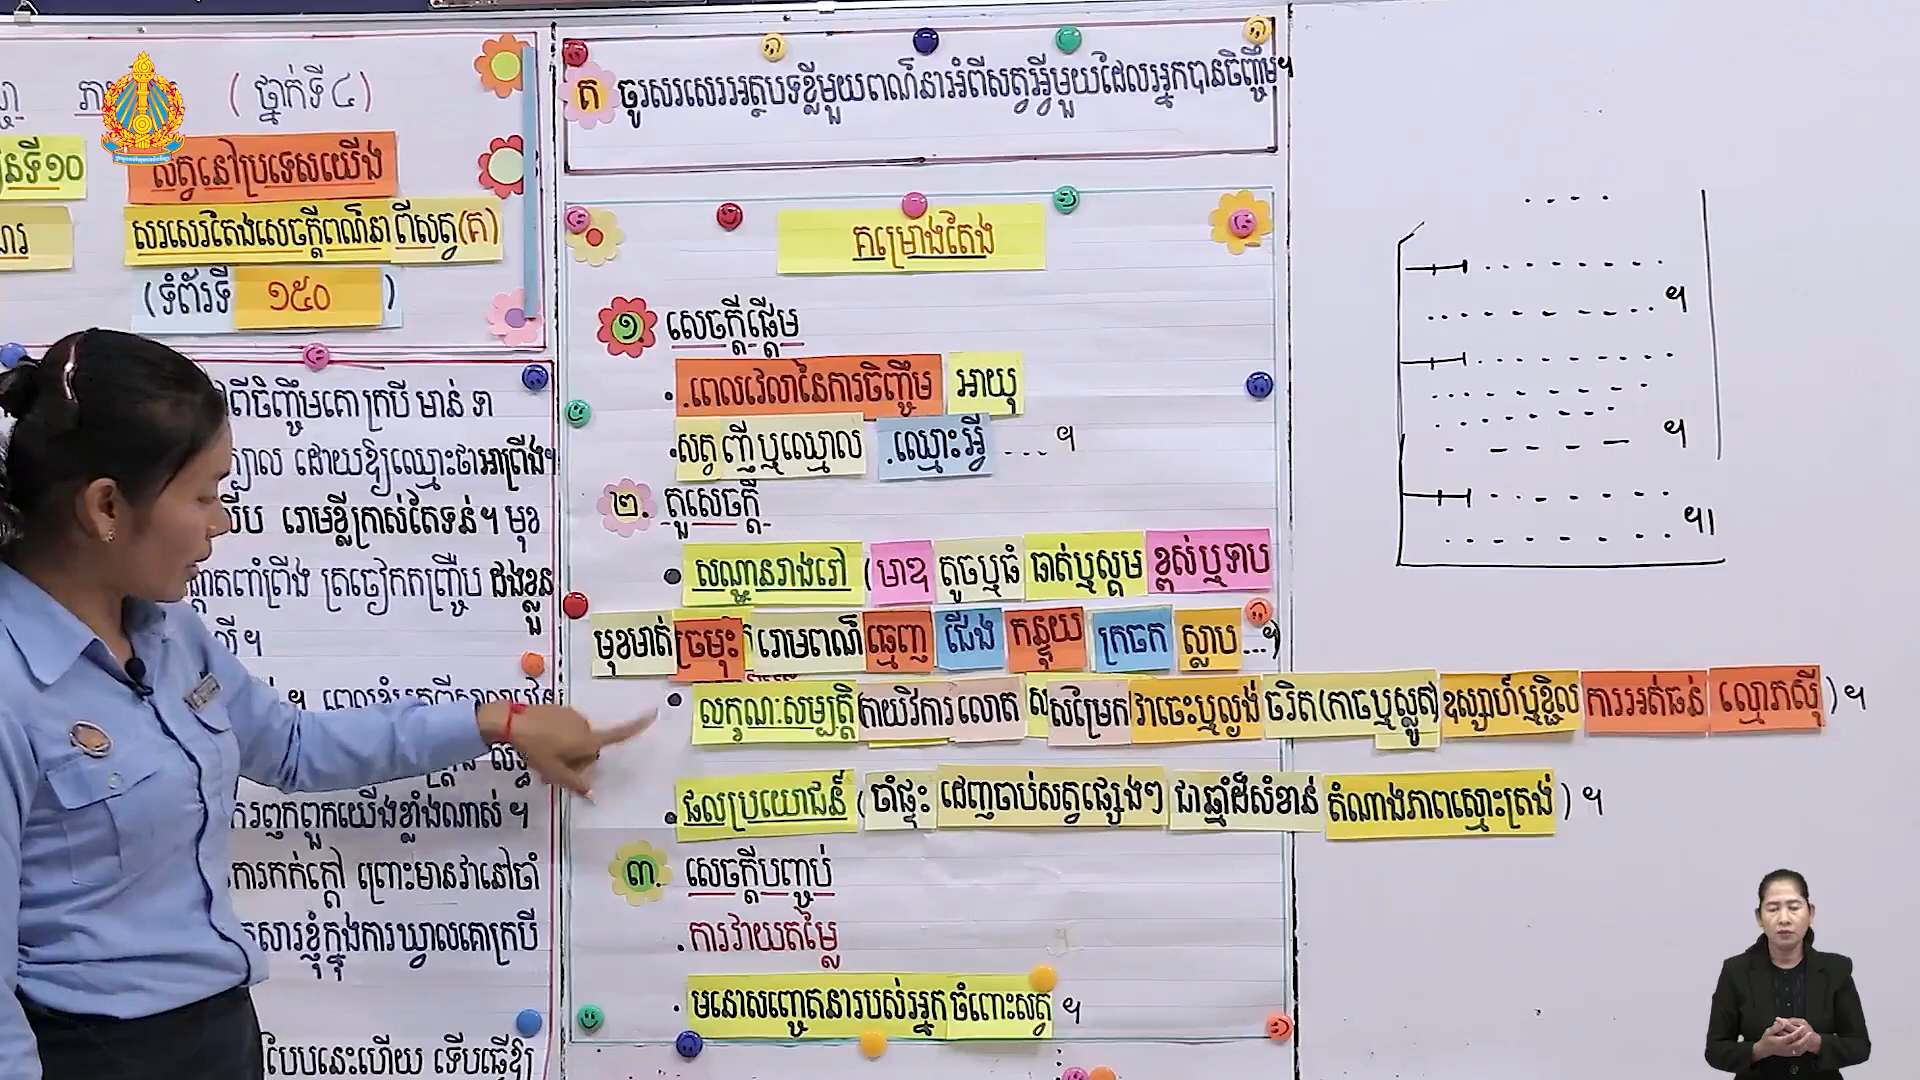 (ថ្នាក់ទី៤)
នទី១០ សត្វនៅប្រទេសយើង
សរសេរតែងសេចក្តីពណ៌នា ពីសត្វ(គ)
(ទំព័រទី ១៥០)
ពីចិញ្ចឹមគោ ក្របី មាន់ ទា
ដោយឱ្យឈ្មោះថាអាព្រីង។
រោមខ្លីក្រាស់តែទន់។ មុខ
ត្រចៀកកញ្ជ្រឹប ដងខ្លួន
ពួកយើងខ្លាំងណាស់។
ការកក់ក្តៅ ព្រោះមានវានៅចាំ
សារខ្ញុំក្នុងការឃ្វាលគោក្របី
បែបនេះហើយ ទើបធ្វើឱ្យ
គ ចូរសរសេរអត្ថបទខ្លីមួយពណ៌នាអំពីសត្វអ្វីមួយដែលអ្នកបានចិញ្ចឹម។
គម្រោងតែង
១. សេចក្តីផ្តើម
.ពេលវេលានៃការចិញ្ចឹម អាយុ
.សត្វ ញីឬឈ្មោល .ឈ្មោះអ្វី ...។
២. តួសេចក្តី
សណ្ឋានរាងរៅ (មាឌ តូចឬធំ ធាត់ឬស្គម ខ្ពស់ឬទាប
មុខមាត់ ច្រមុះ រោមពណ៌ ធ្មេញ ជើង កន្ទុយ ក្រចក ស្លាប...។)
លក្ខណៈសម្បត្តិ (កាយវិការ លោត សម្រែក វាចេះឬល្ងង់ ចរិត(កាចឬស្លូត) ឧស្សាហ៍ឬខ្ជិល ការអត់ធន់ ល្មោភស៊ី)។
ផលប្រយោជន៍ (ចាំផ្ទះ ដេញចាប់សត្វផ្សេងៗ ជាឆ្មាំដ៏សំខាន់ តំណាងភាពស្មោះត្រង់)។
៣. សេចក្តីបញ្ចប់
.ការវាយតម្លៃ
.មនោសញ្ចេតនារបស់អ្នក ចំពោះសត្វ។